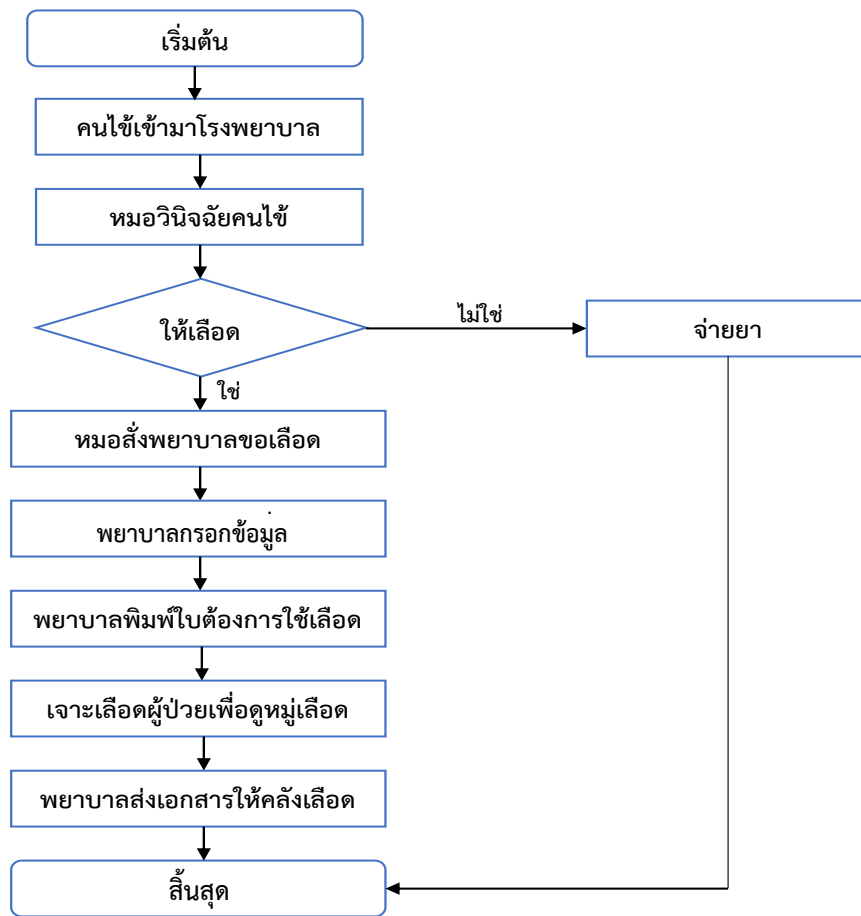 เริ่มต้น
คนไข้เข้ามาโรงพยาบาล
หมอวินิจฉัยคนไข้
ให้เลือด
ไม่ใช่
จ่ายยา
ใช่
หมอสั่งพยาบาลขอเลือด
พยาบาลกรอกข้อมู่ล
พยาบาลพิมพ์ใบต้องการใช้เลือด
เจาะเลือดผู้ป่วยเพื่อดูหมู่เลือด
พยาบาลส่งเอกสารให้คลังเลือด
สิ้นสุด